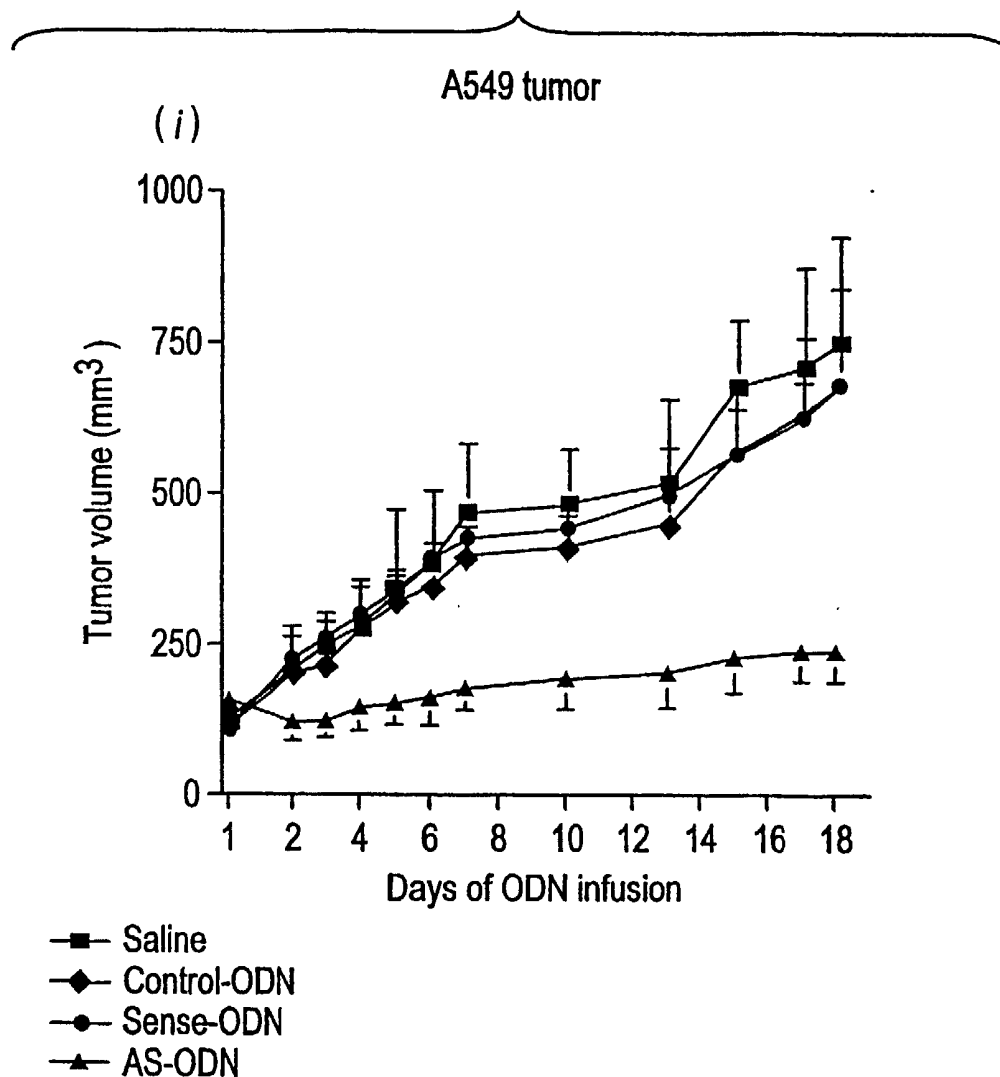 A549 tumor
(i)
1000
750
500
250
0
Tumor volume (mm³)
1 2 4 6 8 10 12 14 16 18
Days of ODN infusion
Saline
Control-ODN
Sense-ODN
AS-ODN